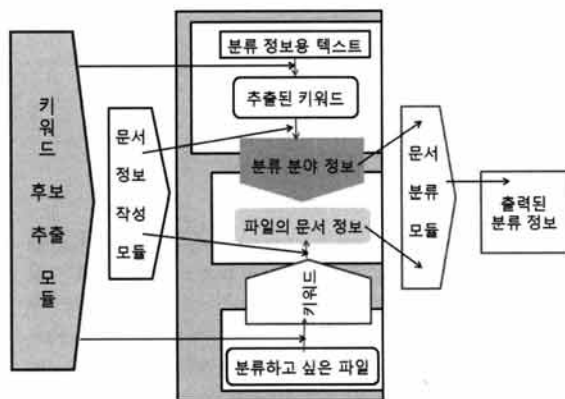 키워드 후보 추출 모듈
문서 정보 작성 모듈
분류 정보용 텍스트
추출된 키워드
분류 분야 정보
파일의 문서 정보
키워드
분류하고 싶은 파일
문서 분류 모듈
출력된
분류 정보